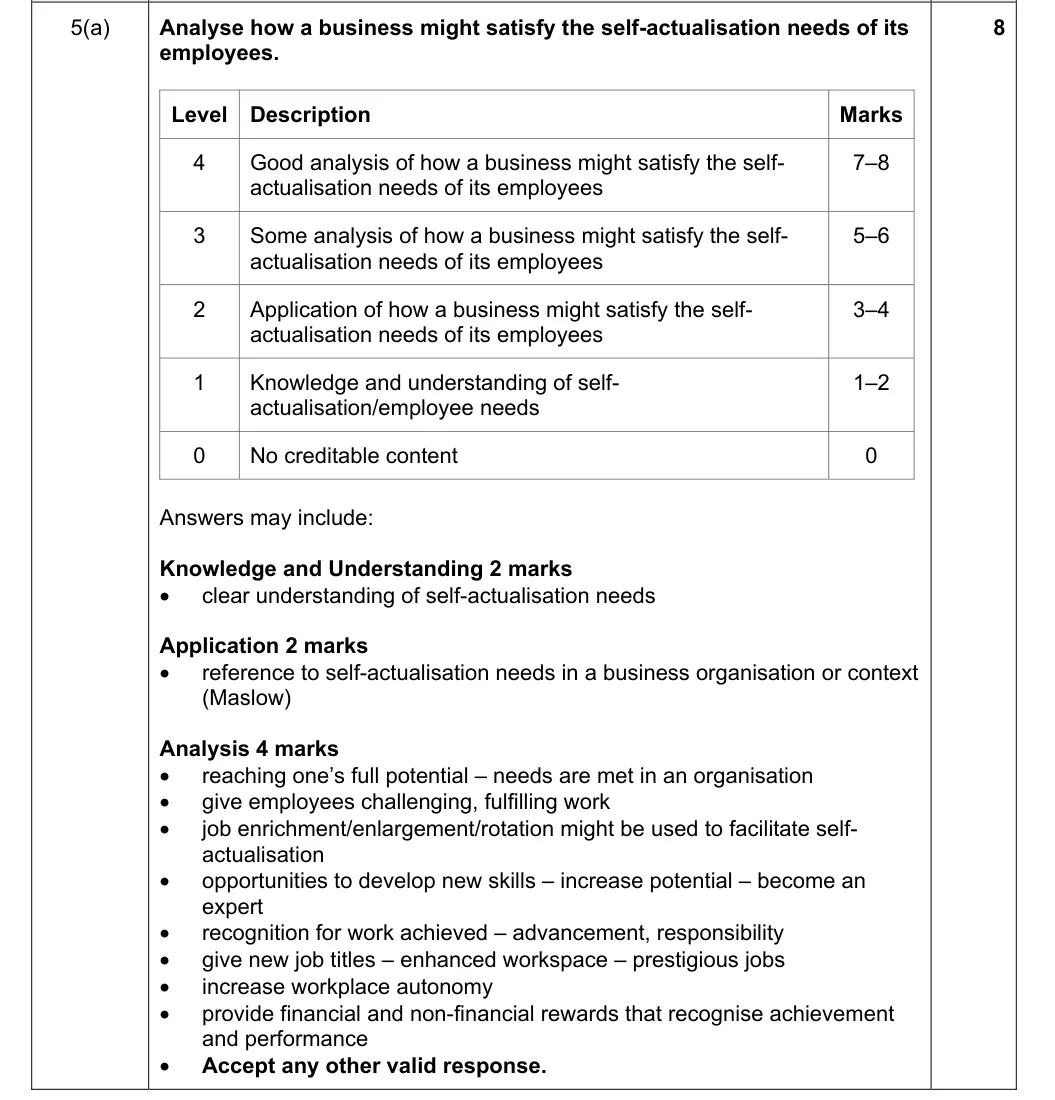 5(a) Analyse how a business might satisfy the self-actualisation needs of its 8
employees.
Level Description Marks
4 Good analysis of how a business might satisfy the self- 7–8
actualisation needs of its employees
3 Some analysis of how a business might satisfy the self- 5–6
actualisation needs of its employees
2 Application of how a business might satisfy the self- 3–4
actualisation needs of its employees
1 Knowledge and understanding of self- 1–2
actualisation/employee needs
0 No creditable content 0
Answers may include:
Knowledge and Understanding 2 marks
• clear understanding of self-actualisation needs
Application 2 marks
• reference to self-actualisation needs in a business organisation or context
(Maslow)
Analysis 4 marks
• reaching one’s full potential – needs are met in an organisation
• give employees challenging, fulfilling work
• job enrichment/enlargement/rotation might be used to facilitate self-
actualisation
• opportunities to develop new skills – increase potential – become an
expert
• recognition for work achieved – advancement, responsibility
• give new job titles – enhanced workspace – prestigious jobs
• increase workplace autonomy
• provide financial and non-financial rewards that recognise achievement
and performance
• Accept any other valid response.